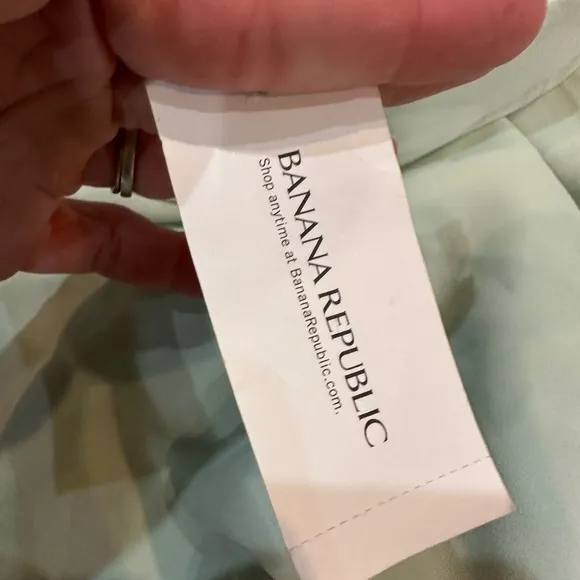 BANANA REPUBLIC
Shop anytime at BananaRepublic.com.